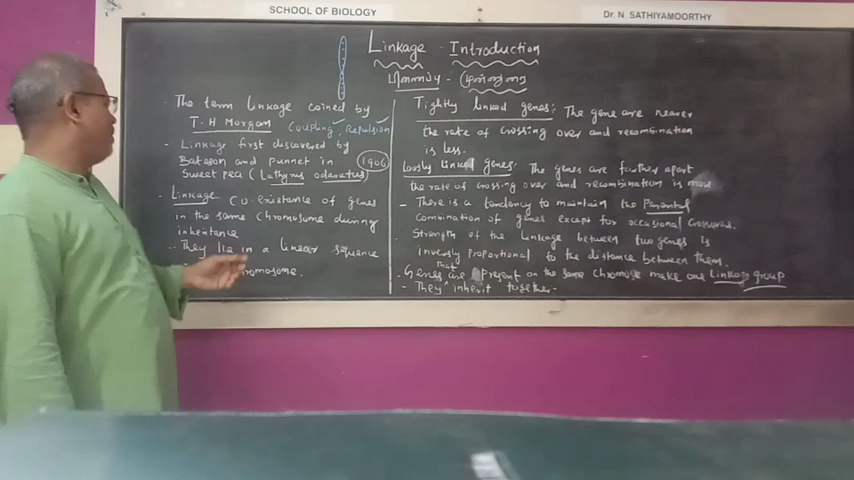 SCHOOL OF BIOLOGY
Dr. N. SATHIYAMOORTHY
Linkage - Introduction
- The term linkage coined by
T.H Morgan
Coupling, Repulsion
- Linkage first discovered by
Bateson and punnet in 1906
Sweet pea (Lathyrus odaratus)
- Linkage - Co-existance of genes
in the same Chromosome during
inheritance
- They lie in a linear sequence
chromosome.
Tightly linked genes: The gene are nearer
the rate of crossing over and recombination
is less.
Loosly linked genes: The genes are further apart
the rate of crossing over and recombination is more
- There is a tendency to maintain two Parental
Combination of genes except for occasional crossovers.
- Strength of the linkage between two genes is
inversly proportional to the distance between them.
- Genes that are present on the same chromose make one Linkage group
- They inherit together.